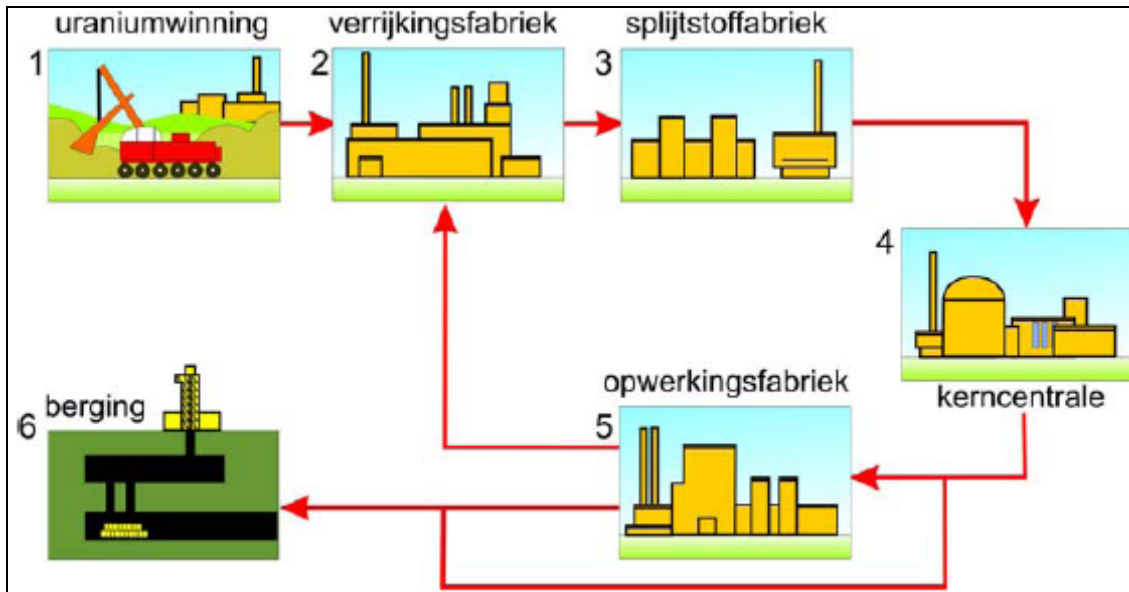 uraniumwinning
1
verrijkingsfabriek
2
splijtstoffabriek
3
4
kerncentrale
opwerkingsfabriek
5
berging
6